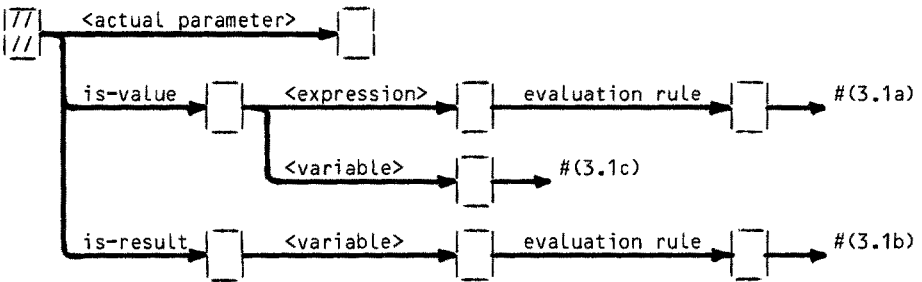 //
//
<actual parameter>
is-value
<expression>
evaluation rule
#(3.1a)
<variable>
#(3.1c)
is-result
<variable>
evaluation rule
#(3.1b)